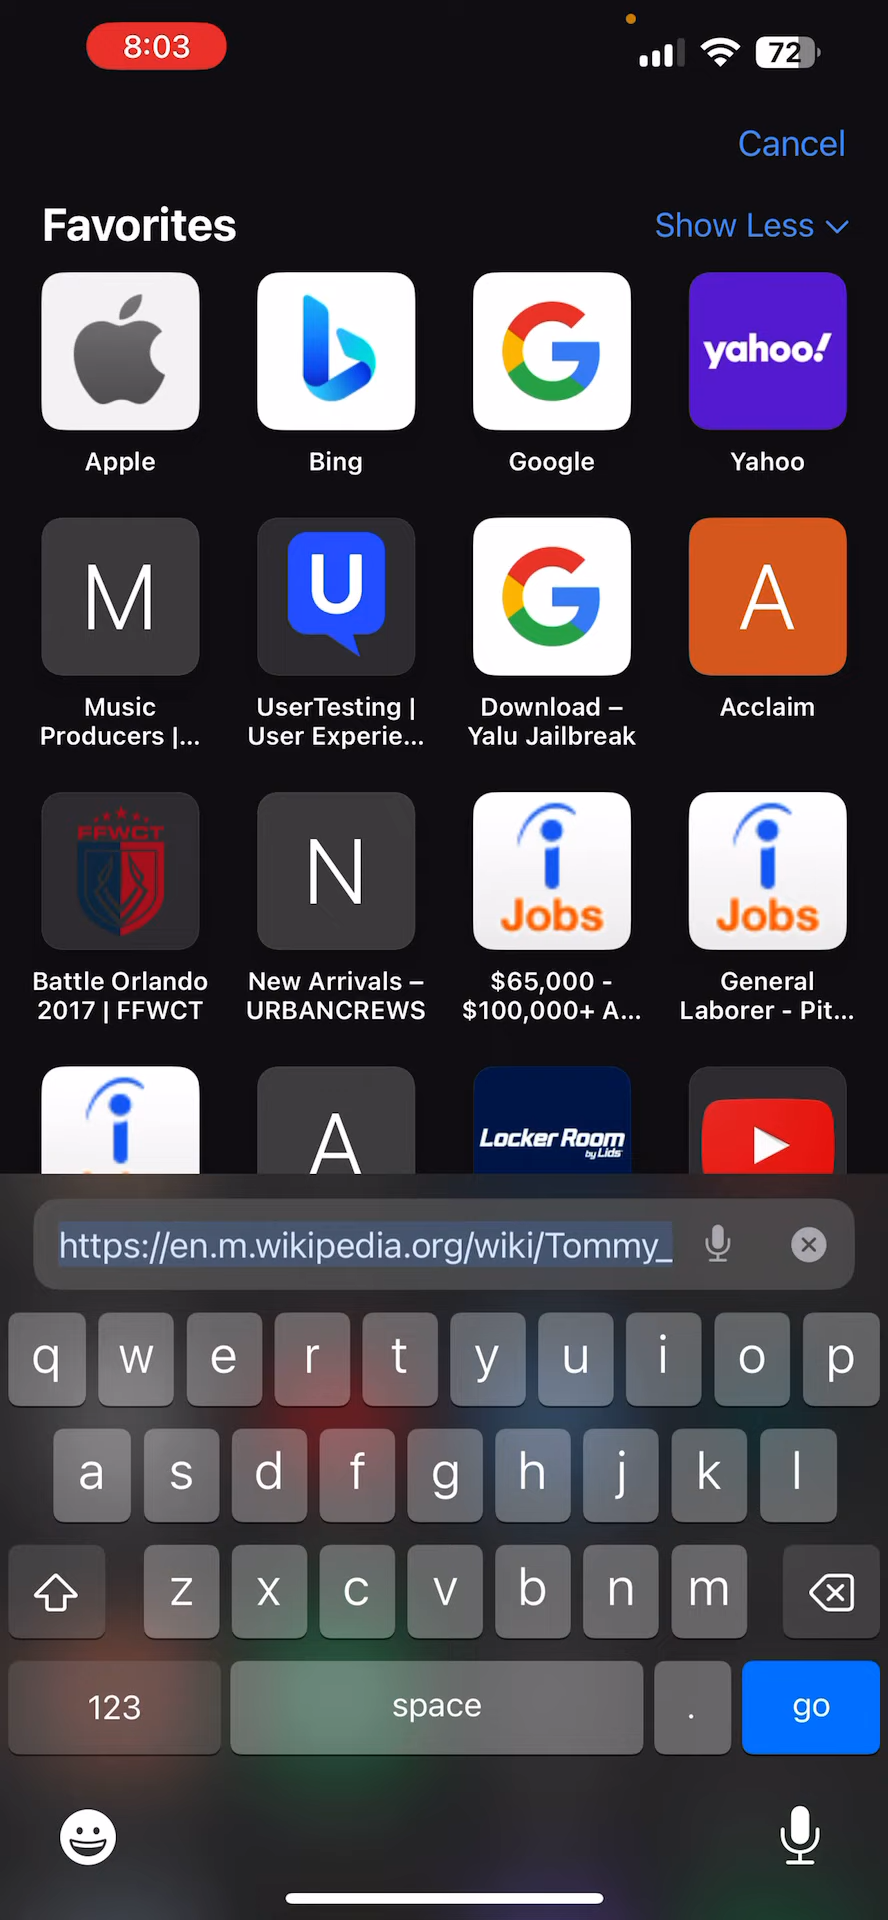 8:03
72
Cancel
Favorites
Show Less
yahoo!
Apple
Bing
Google
Yahoo
M
U
A
Music
Producers |...
UserTesting |
User Experie...
Download –
Yalu Jailbreak
Acclaim
FFWCT
N
i
Jobs
i
Jobs
Battle Orlando
2017 | FFWCT
New Arrivals –
URBANCREWS
$65,000 -
$100,000+ A...
General
Laborer - Pit...
i
A
Locker Room
by Lids
https://en.m.wikipedia.org/wiki/Tommy_
q w e r t y u i o p
a s d f g h j k l
z x c v b n m
123 space . go